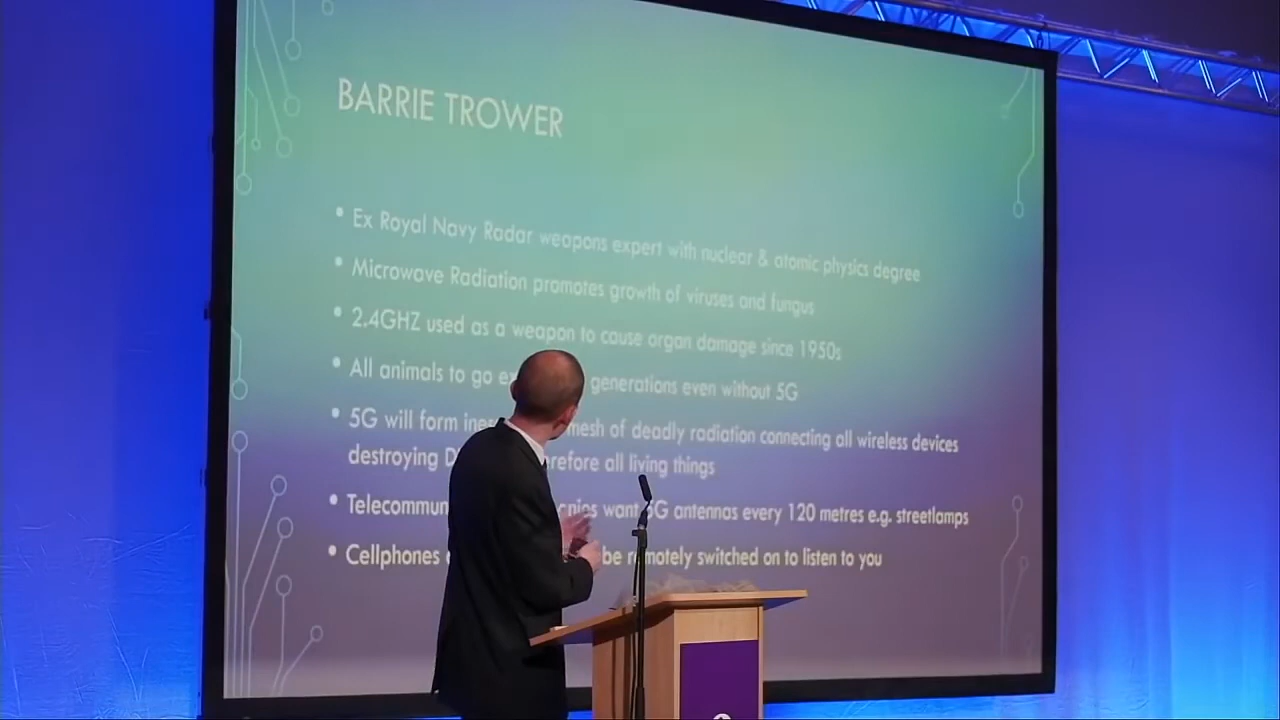 BARRIE TROWER
• Ex Royal Navy Radar weapons expert with nuclear & atomic physics degree
• Microwave Radiation promotes growth of viruses and fungus
• 2.4GHZ used as a weapon to cause organ damage since 1950s
• All animals to go generations even without 5G
• 5G will form mesh of deadly radiation connecting all wireless devices
destroying all living things
• want 5G antennas every 120 metres e.g. streetlamps
• Cellphones be remotely switched on to listen to you